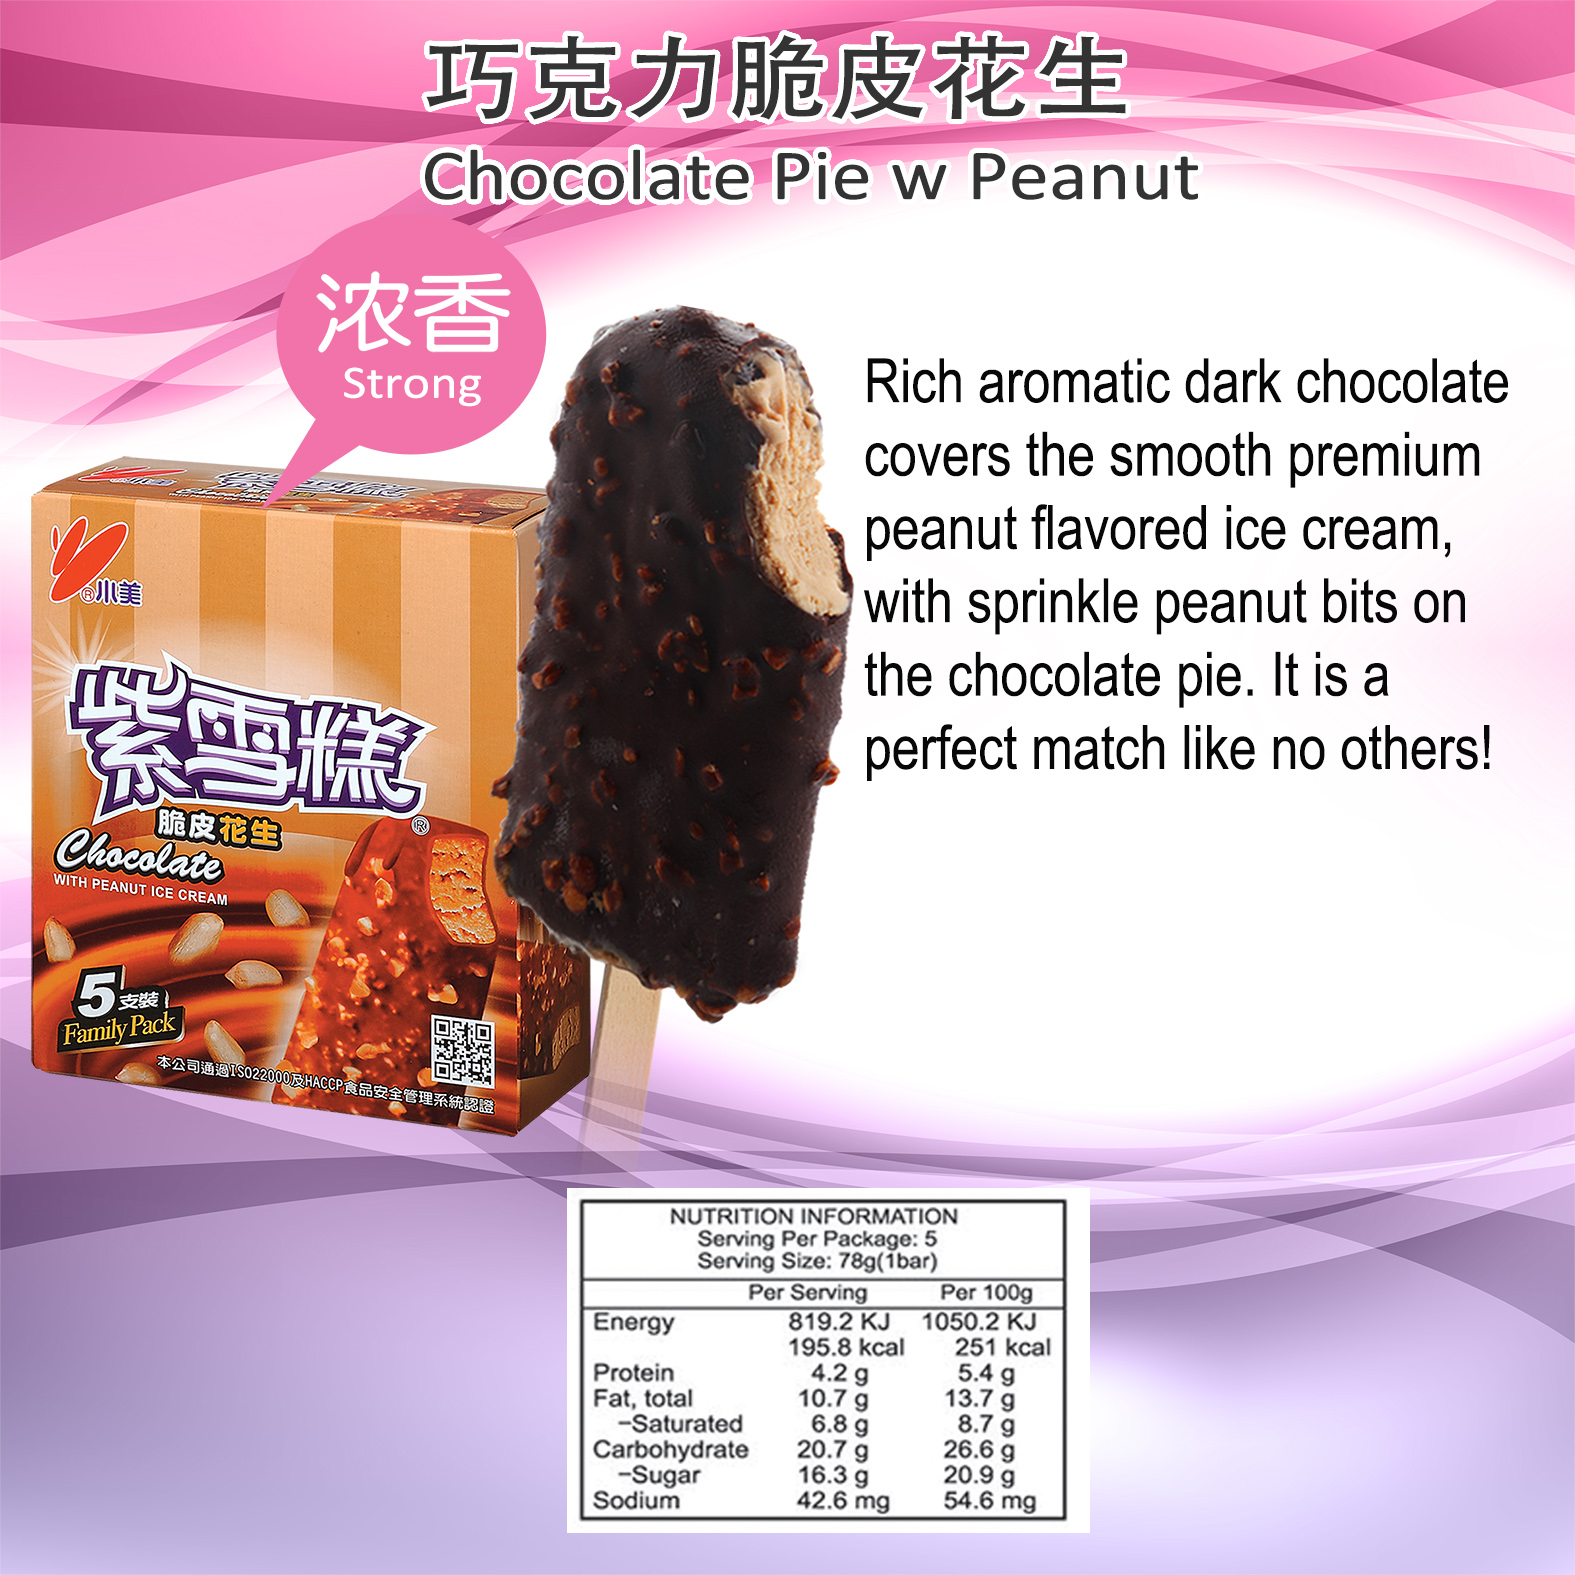 巧克力脆皮花生
Chocolate Pie w Peanut
浓香
Strong
Rich aromatic dark chocolate
covers the smooth premium
peanut flavored ice cream,
with sprinkle peanut bits on
the chocolate pie. It is a
perfect match like no others!
小美
紫雪糕
Chocolate
®小美
紫雪糕®
脆皮花生
Chocolate
WITH PEANUT ICE CREAM
5支裝
Family Pack
本公司通過ISO22000及HACCP食品安全管理系統認證
NUTRITION INFORMATION
Serving Per Package: 5
Serving Size: 78g(1bar)
Per Serving Per 100g
Energy 819.2 KJ 1050.2 KJ
195.8 kcal 251 kcal
Protein 4.2 g 5.4 g
Fat, total 10.7 g 13.7 g
−Saturated 6.8 g 8.7 g
Carbohydrate 20.7 g 26.6 g
−Sugar 16.3 g 20.9 g
Sodium 42.6 mg 54.6 mg